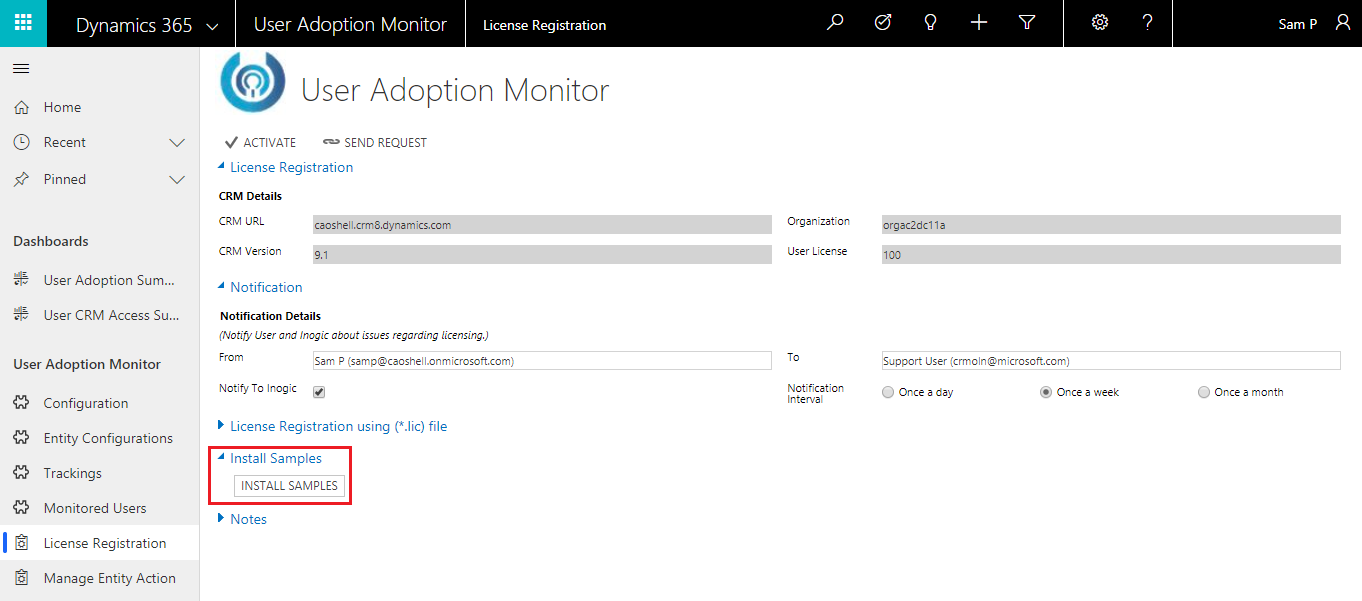 Dynamics 365 User Adoption Monitor License Registration Sam P
Home
Recent
Pinned
Dashboards
User Adoption Sum...
User CRM Access Su...
User Adoption Monitor
Configuration
Entity Configurations
Trackings
Monitored Users
License Registration
Manage Entity Action
User Adoption Monitor
ACTIVATE SEND REQUEST
License Registration
CRM Details
CRM URL caoshell.crm8.dynamics.com Organization orgac2dc11a
CRM Version 9.1 User License 100
Notification
Notification Details
(Notify User and Inogic about issues regarding licensing.)
From Sam P (samp@caoshell.onmicrosoft.com) To Support User (crmoln@microsoft.com)
Notify To Inogic Notification Interval Once a day Once a week Once a month
License Registration using (*.lic) file
Install Samples
INSTALL SAMPLES
Notes